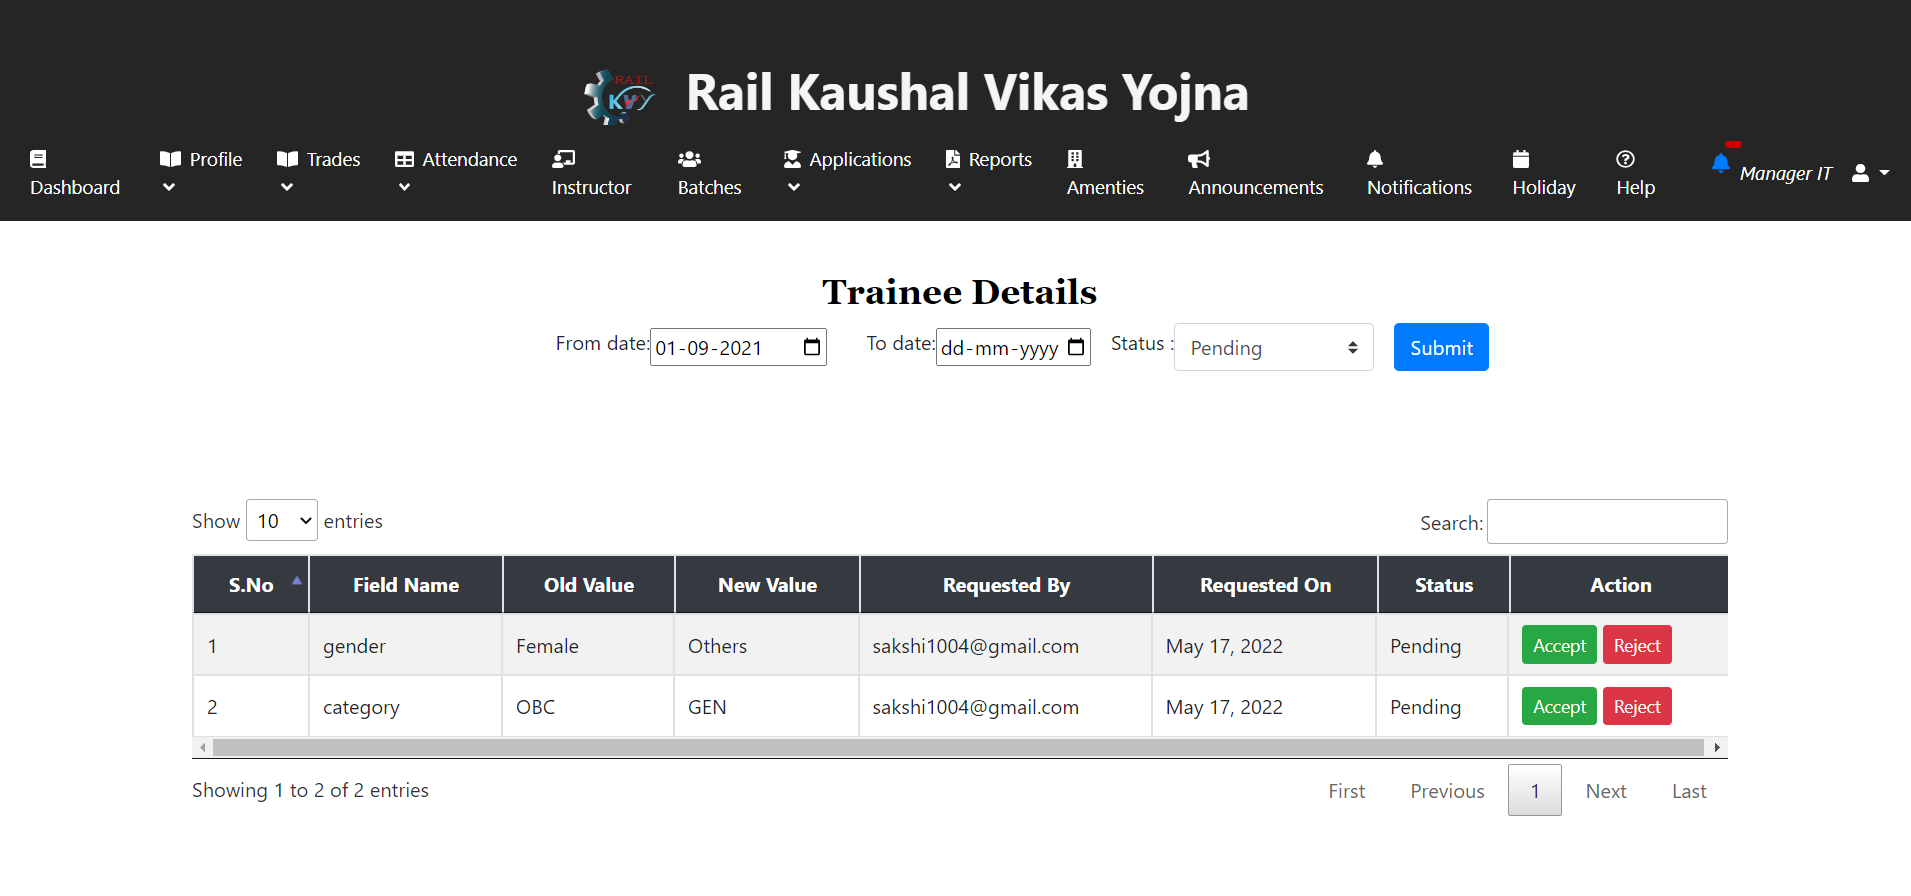 RAIL
KVY
Rail Kaushal Vikas Yojna
Dashboard Profile Trades Attendance Instructor Batches Applications Reports Amenties Announcements Notifications Holiday Help Manager IT
Trainee Details
From date: 01-09-2021 To date: dd-mm-yyyy Status : Pending Submit
Show 10 entries Search:
S.No Field Name Old Value New Value Requested By Requested On Status Action
1 gender Female Others sakshi1004@gmail.com May 17, 2022 Pending Accept Reject
2 category OBC GEN sakshi1004@gmail.com May 17, 2022 Pending Accept Reject
Showing 1 to 2 of 2 entries First Previous 1 Next Last